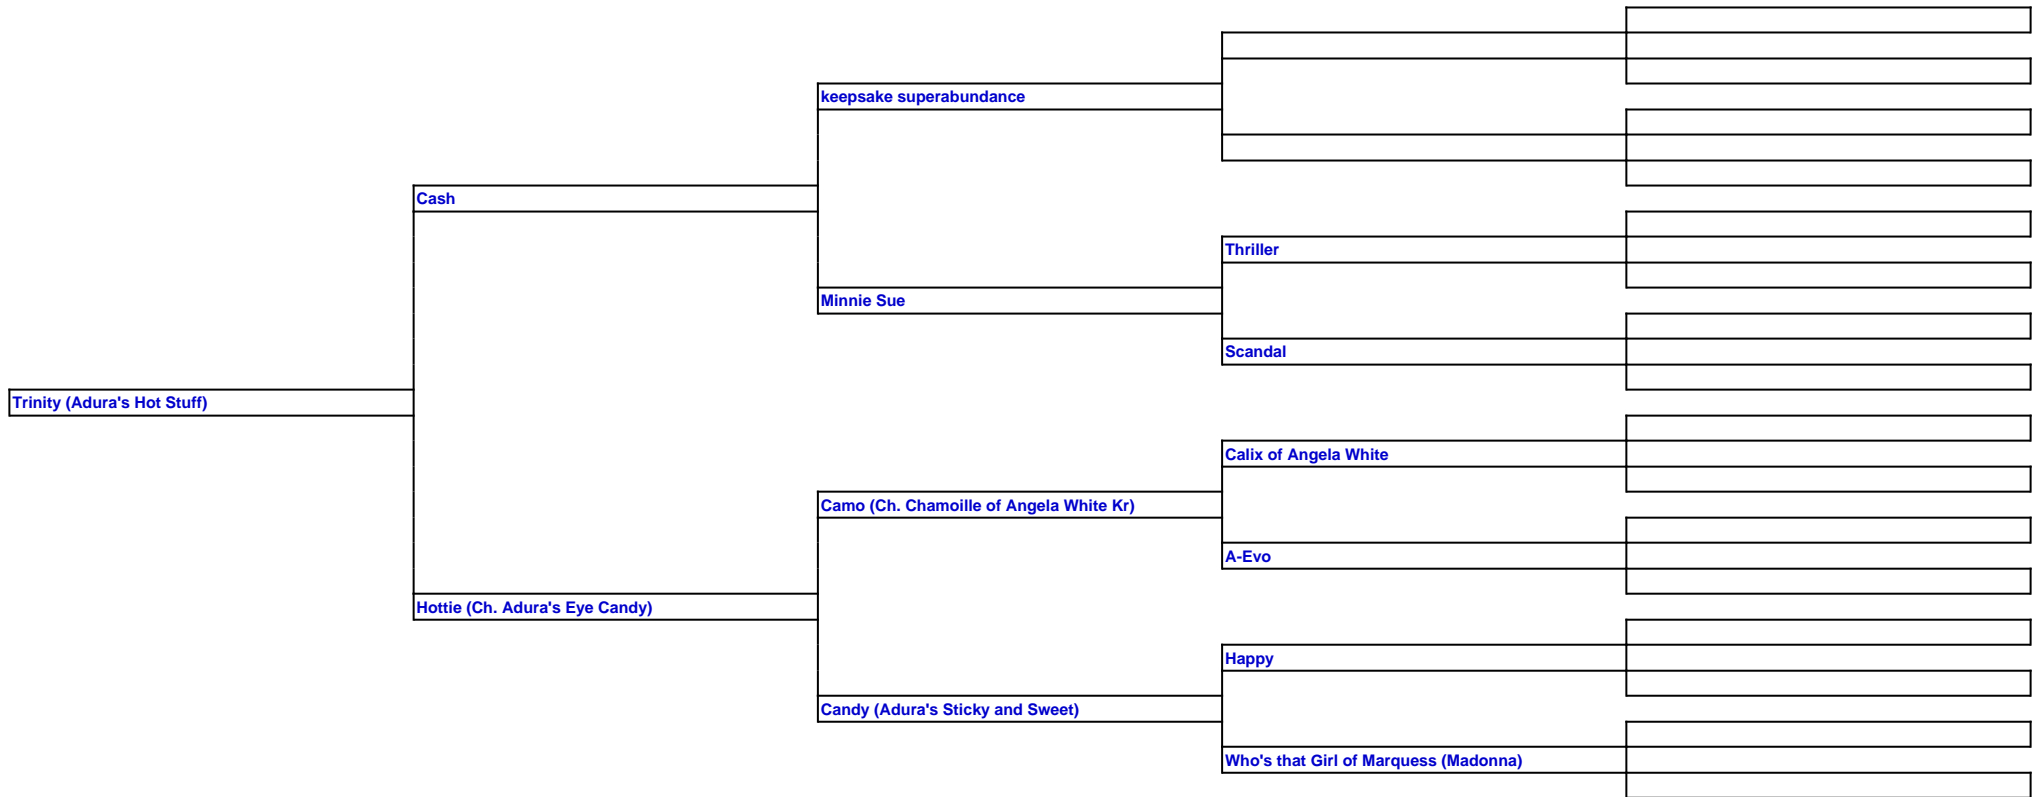 keepsake superabundance
Cash
Thriller
Minnie Sue
Scandal
Trinity (Adura's Hot Stuff)
Calix of Angela White
Camo (Ch. Chamoille of Angela White Kr)
A-Evo
Hottie (Ch. Adura's Eye Candy)
Happy
Candy (Adura's Sticky and Sweet)
Who's that Girl of Marquess (Madonna)